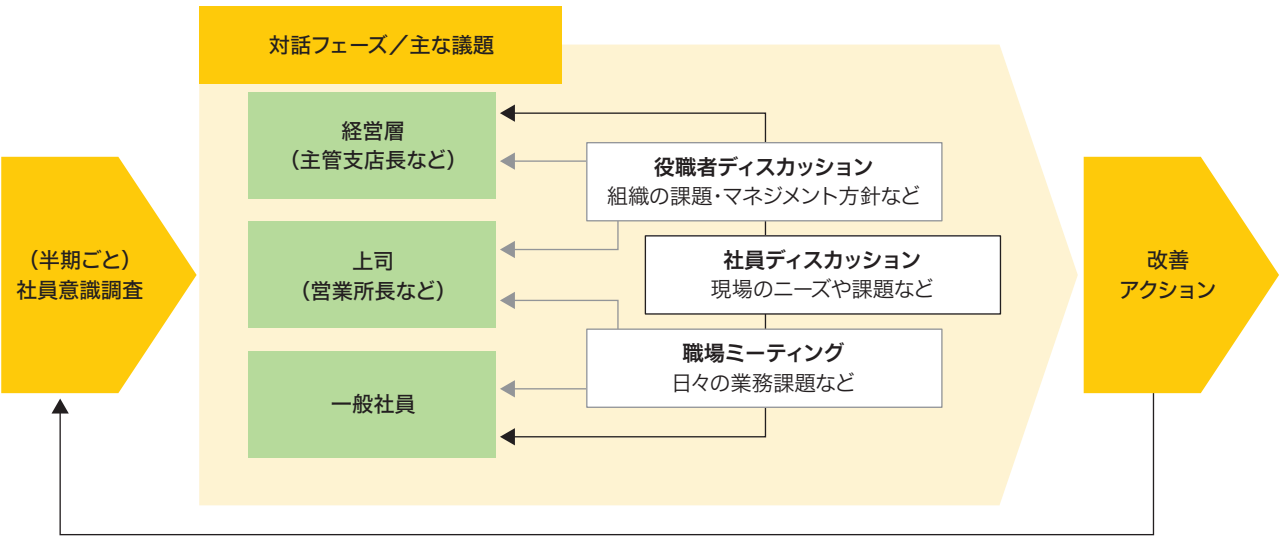 対話フェーズ／主な議題
経営層
（主管支店長など）
役職者ディスカッション
組織の課題・マネジメント方針など
（半期ごと）
社員意識調査
上司
（営業所長など）
社員ディスカッション
現場のニーズや課題など
改善
アクション
職場ミーティング
日々の業務課題など
一般社員